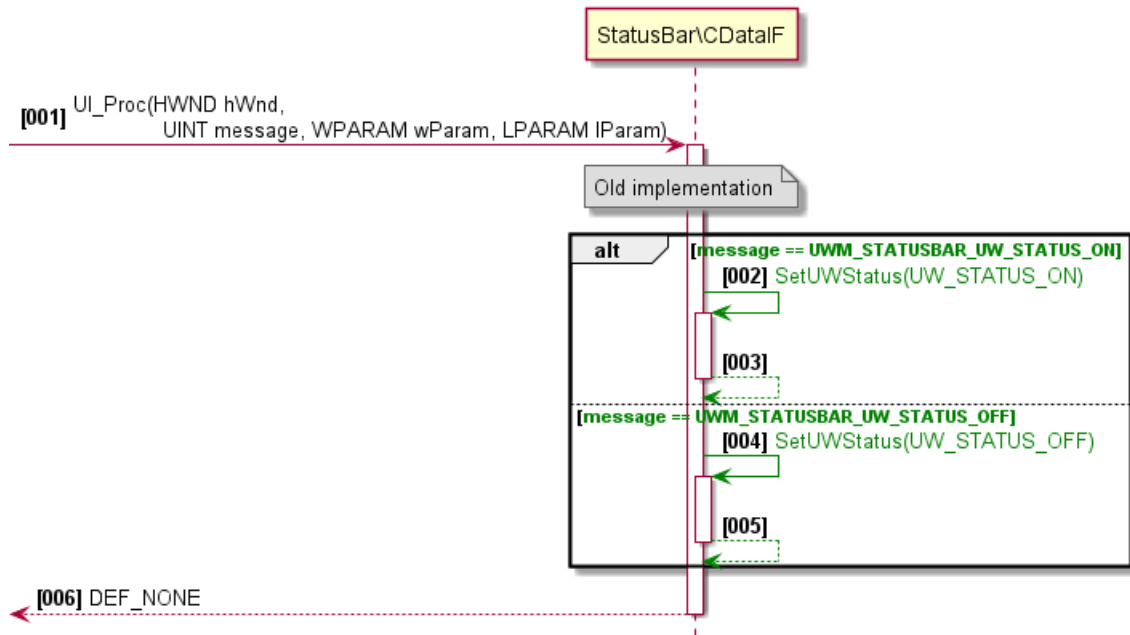 StatusBar\CDataIF
[001] UI_Proc(HWND hWnd,
UINT message, WPARAM wParam, LPARAM lParam)
Old implementation
alt [message == UWM_STATUSBAR_UW_STATUS_ON]
[002] SetUWStatus(UW_STATUS_ON)
[003]
[message == UWM_STATUSBAR_UW_STATUS_OFF]
[004] SetUWStatus(UW_STATUS_OFF)
[005]
[006] DEF_NONE